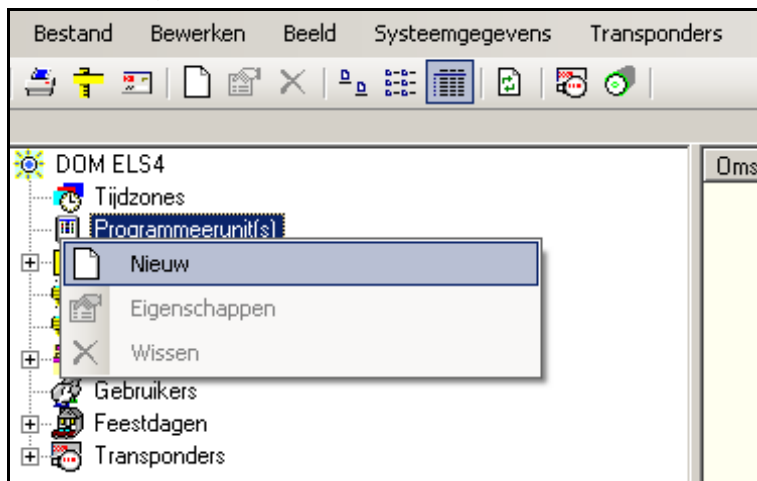 Bestand Bewerken Beeld Systeemgegevens Transponders
DOM ELS4
Oms
Tijdzones
Programmeerunit(s)
Nieuw
Eigenschappen
Wissen
Gebruikers
Feestdagen
Transponders